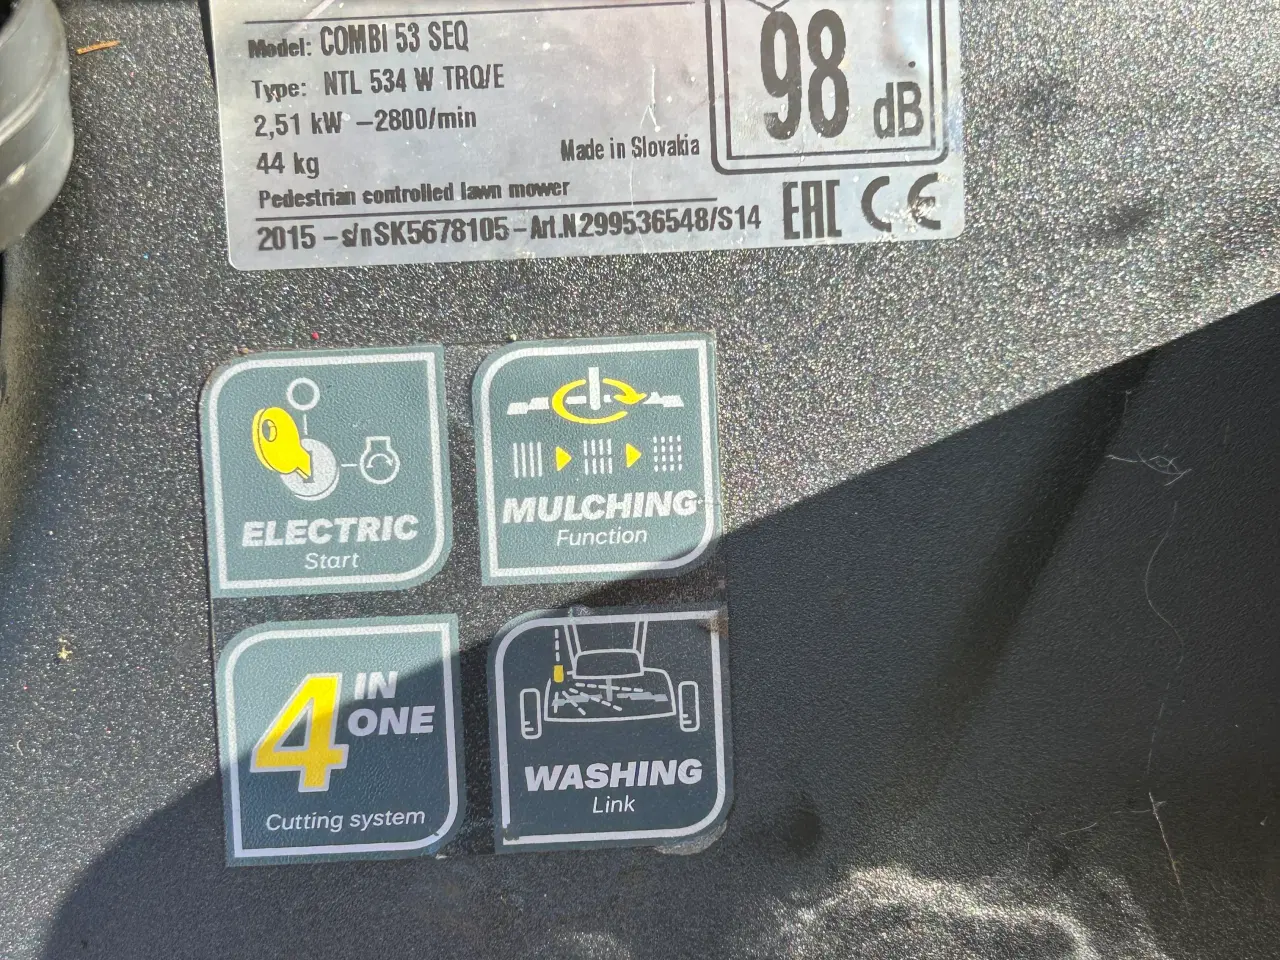 Model: COMBI 53 SEQ
Type: NTL 534 W TRQ/E
2,51 kW –2800/min
44 kg
Made in Slovakia
Pedestrian controlled lawn mower
2015 – s/nSK5678105 – Art.N299536548/S14
98 dB
EAC CE
ELECTRIC
Start
MULCHING
Function
4 IN
ONE
Cutting system
WASHING
Link